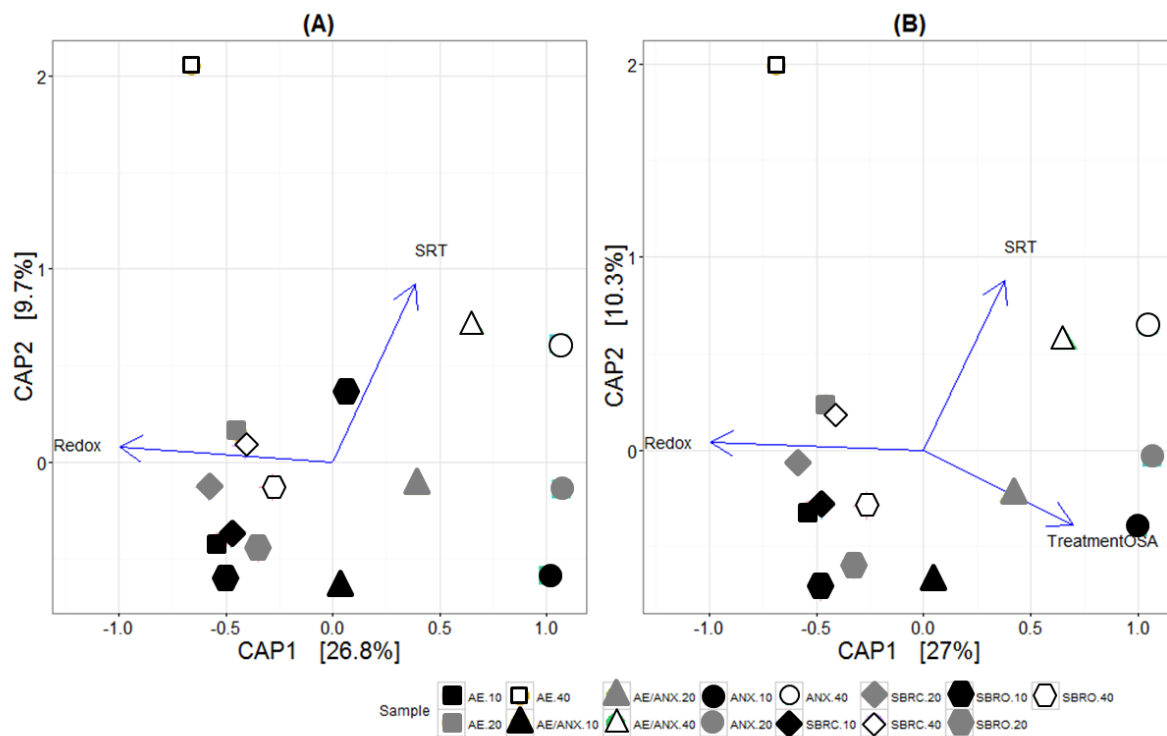 (A)
(B)
2
1
0
CAP2 [9.7%]
SRT
Redox
-1.0 -0.5 0.0 0.5 1.0
CAP1 [26.8%]
2
1
0
CAP2 [10.3%]
SRT
Redox
TreatmentOSA
-1.0 -0.5 0.0 0.5 1.0
CAP1 [27%]
Sample
AE.10 AE.40 AE/ANX.20 ANX.10 ANX.40 SBRC.20 SBRO.10 SBRO.40
AE.20 AE/ANX.10 AE/ANX.40 ANX.20 SBRC.10 SBRC.40 SBRO.20